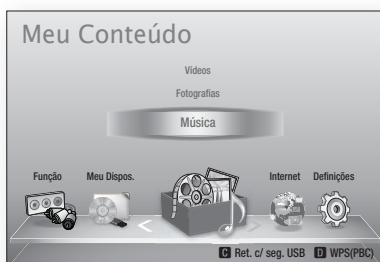 Meu Conteúdo
Vídeos
Fotografias
Música
Função Meu Dispos. Internet Definições
C Ret. c/ seg. USB D WPS(PBC)